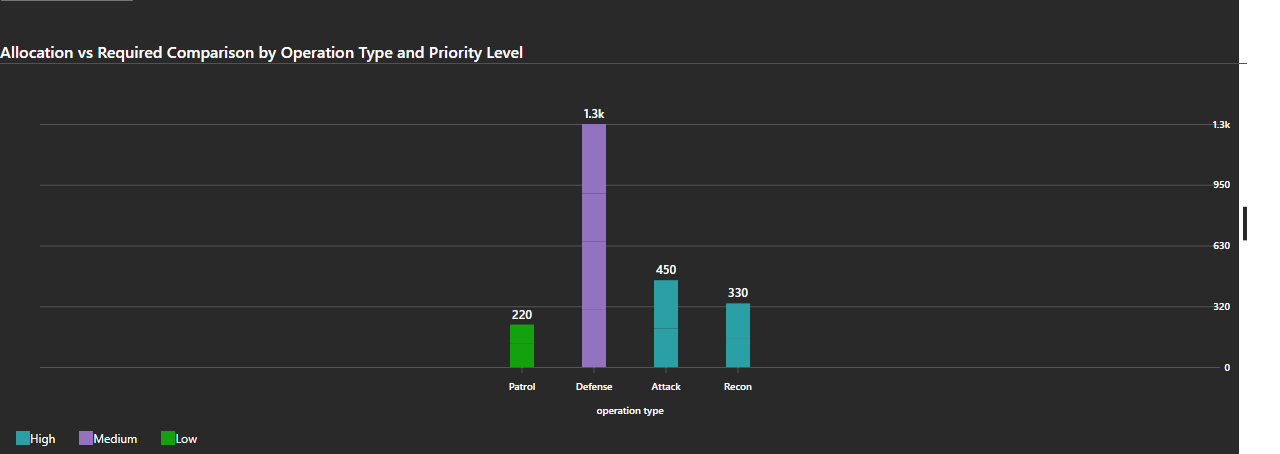 Allocation vs Required Comparison by Operation Type and Priority Level
1.3k
1.3k
950
630
450
330
320
220
0
Patrol Defense Attack Recon
operation type
High Medium Low